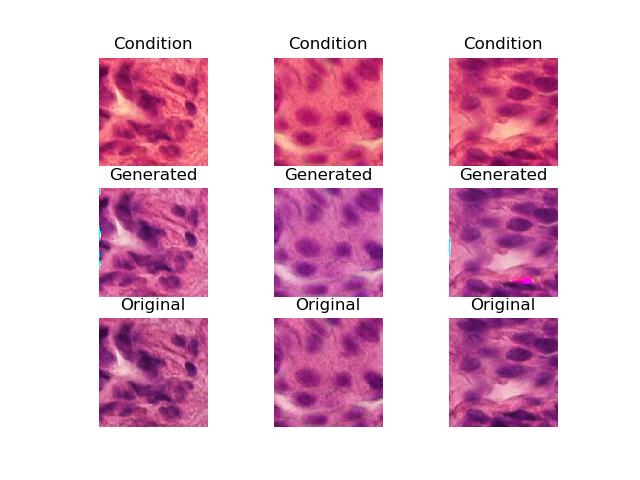 Condition Condition Condition
Generated Generated Generated
Original Original Original